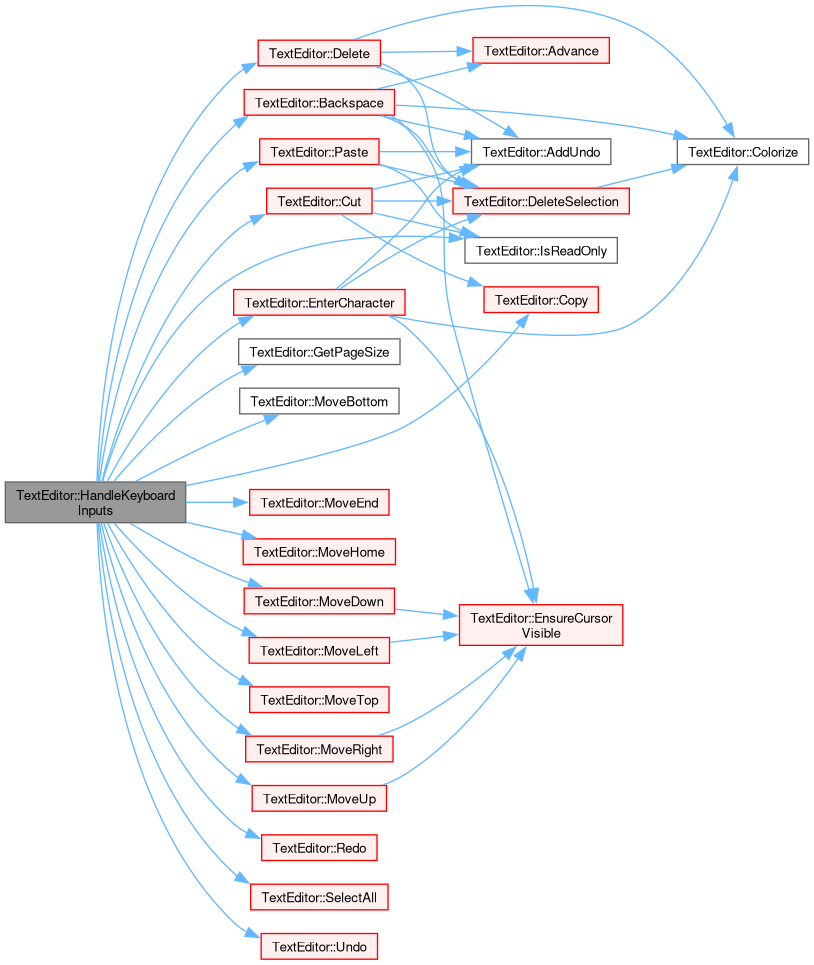 TextEditor::Delete
TextEditor::Advance
TextEditor::Backspace
TextEditor::Paste
TextEditor::AddUndo
TextEditor::Colorize
TextEditor::Cut
TextEditor::DeleteSelection
TextEditor::IsReadOnly
TextEditor::EnterCharacter
TextEditor::Copy
TextEditor::GetPageSize
TextEditor::MoveBottom
TextEditor::HandleKeyboard
Inputs
TextEditor::MoveEnd
TextEditor::MoveHome
TextEditor::MoveDown
TextEditor::EnsureCursor
Visible
TextEditor::MoveLeft
TextEditor::MoveTop
TextEditor::MoveRight
TextEditor::MoveUp
TextEditor::Redo
TextEditor::SelectAll
TextEditor::Undo